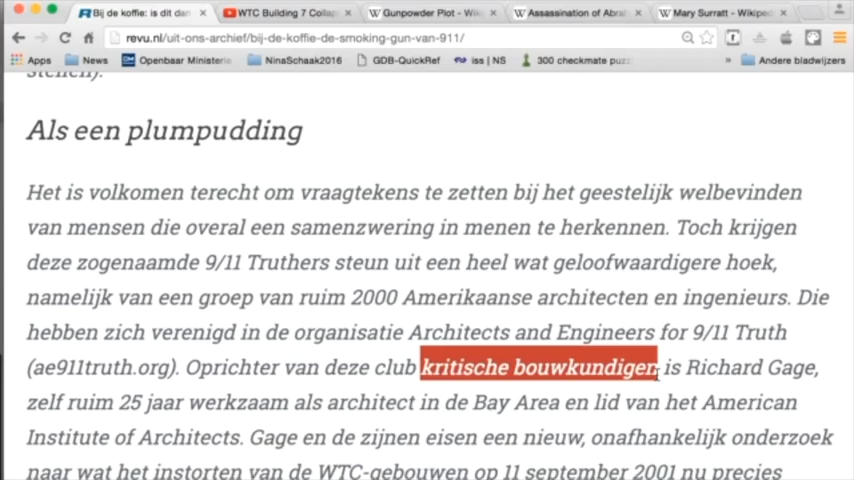 Bij de koffie: is dit dan
WTC Building 7 Collap
Gunpowder Plot - Wik
Assassination of Abra
Mary Surratt - Wikiped
revu.nl/uit-ons-archief/bij-de-koffie-de-smoking-gun-van-911/
Apps News Openbaar Ministerie NinaSchaak2016 GDB-QuickRef iss | NS 300 checkmate puzz » Andere bladwijzers
stellen).
Als een plumpudding
Het is volkomen terecht om vraagtekens te zetten bij het geestelijk welbevinden
van mensen die overal een samenzwering in menen te herkennen. Toch krijgen
deze zogenaamde 9/11 Truthers steun uit een heel wat geloofwaardigere hoek,
namelijk van een groep van ruim 2000 Amerikaanse architecten en ingenieurs. Die
hebben zich verenigd in de organisatie Architects and Engineers for 9/11 Truth
(ae911truth.org). Oprichter van deze club kritische bouwkundigen is Richard Gage,
zelf ruim 25 jaar werkzaam als architect in de Bay Area en lid van het American
Institute of Architects. Gage en de zijnen eisen een nieuw, onafhankelijk onderzoek
naar wat het instorten van de WTC-gebouwen op 11 september 2001 nu precies